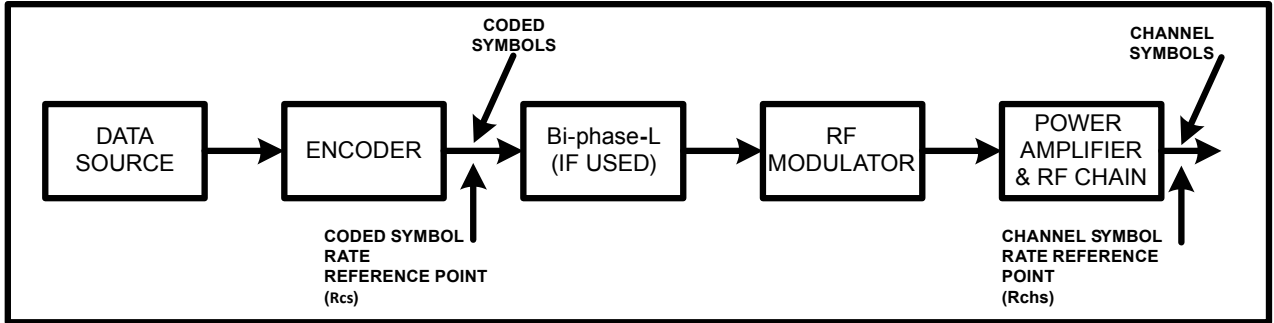 CODED
SYMBOLS
CHANNEL
SYMBOLS
DATA
SOURCE
ENCODER
Bi-phase-L
(IF USED)
RF
MODULATOR
POWER
AMPLIFIER
& RF CHAIN
CODED SYMBOL
RATE
REFERENCE POINT
(Rcs)
CHANNEL SYMBOL
RATE REFERENCE
POINT
(Rchs)